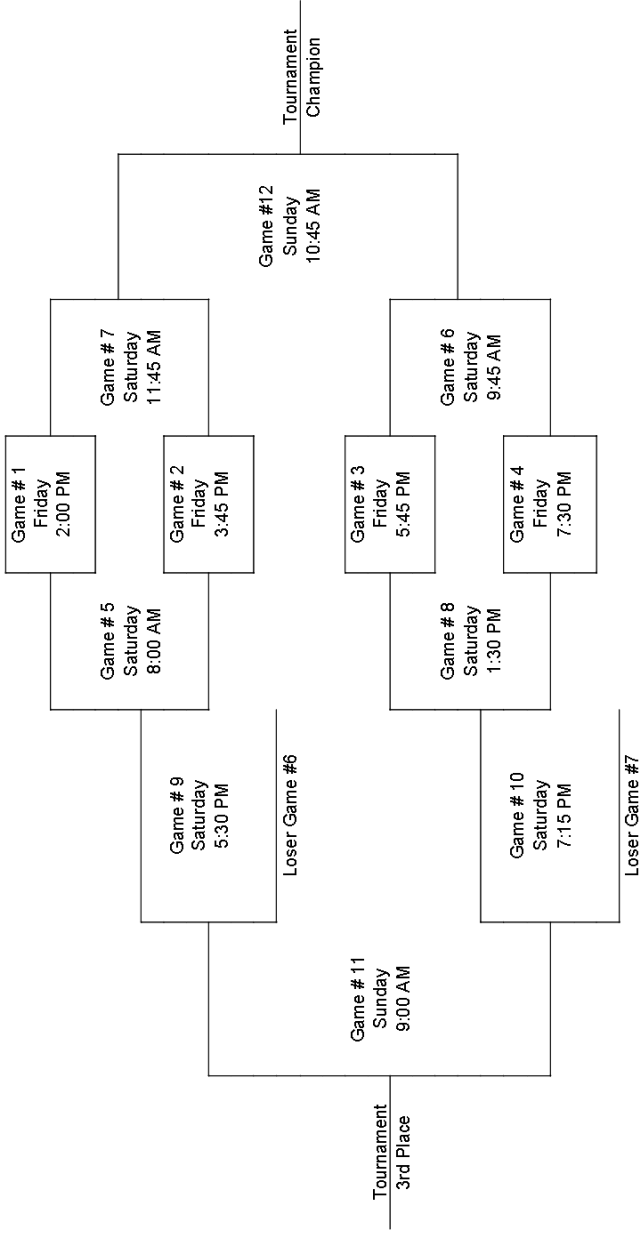 Tournament
Champion
Game #12
Sunday
10:45 AM
Game # 7
Saturday
11:45 AM
Game # 6
Saturday
9:45 AM
Game # 1
Friday
2:00 PM
Game # 2
Friday
3:45 PM
Game # 3
Friday
5:45 PM
Game # 4
Friday
7:30 PM
Game # 5
Saturday
8:00 AM
Game # 8
Saturday
1:30 PM
Game # 9
Saturday
5:30 PM
Loser Game #6
Game # 10
Saturday
7:15 PM
Loser Game #7
Game # 11
Sunday
9:00 AM
Tournament
3rd Place